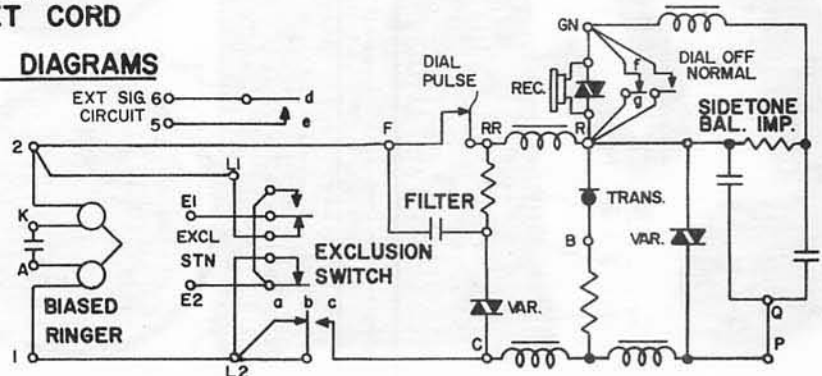 ET CORD
DIAGRAMS
EXT SIG. 6 d
CIRCUIT 5 e
DIAL
PULSE
GN
REC.
f
g
DIAL OFF
NORMAL
SIDETONE
BAL. IMP.
2
L1
F
RR
R
K
A
E1
EXCL
STN
E2
EXCLUSION
SWITCH
FILTER
TRANS.
B
VAR.
VAR.
BIASED
RINGER
a b c
1
L2
C
Q
P